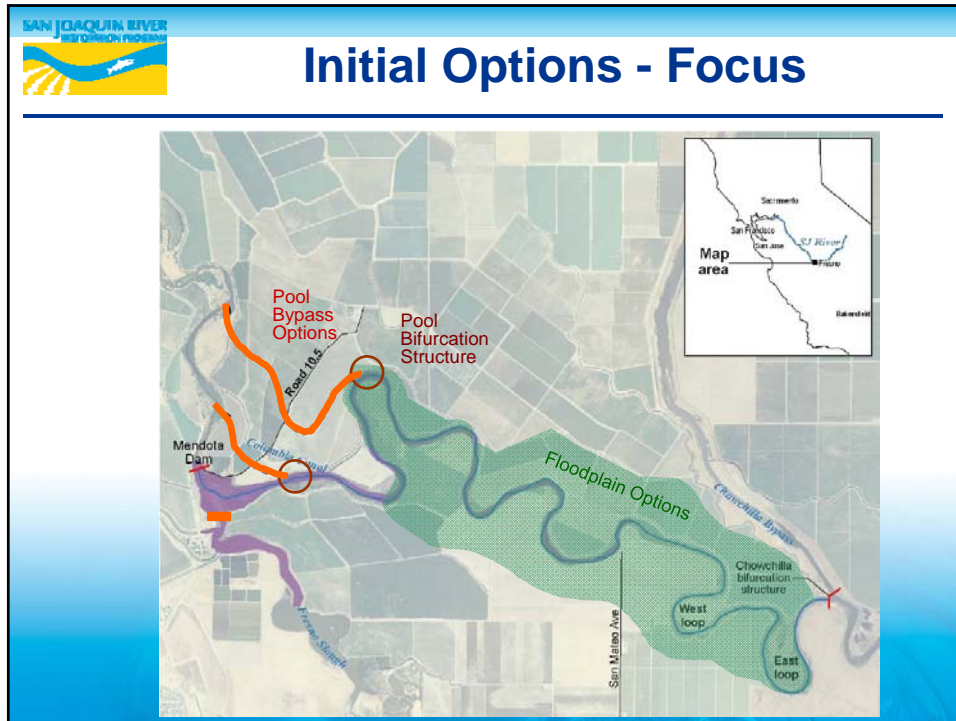 SAN JOAQUIN RIVER
RESTORATION PROGRAM
Initial Options - Focus
Sacramento
San Francisco
San Jose
SJ River
Map
area
Fresno
Bakersfield
Pool
Bypass
Options
Pool
Bifurcation
Structure
Road 10.5
Mendota
Dam
Columbia Canal
Floodplain Options
Chowchilla Bypass
Chowchilla
bifurcation
structure
West
loop
East
loop
San Mateo Ave
Fresno Slough